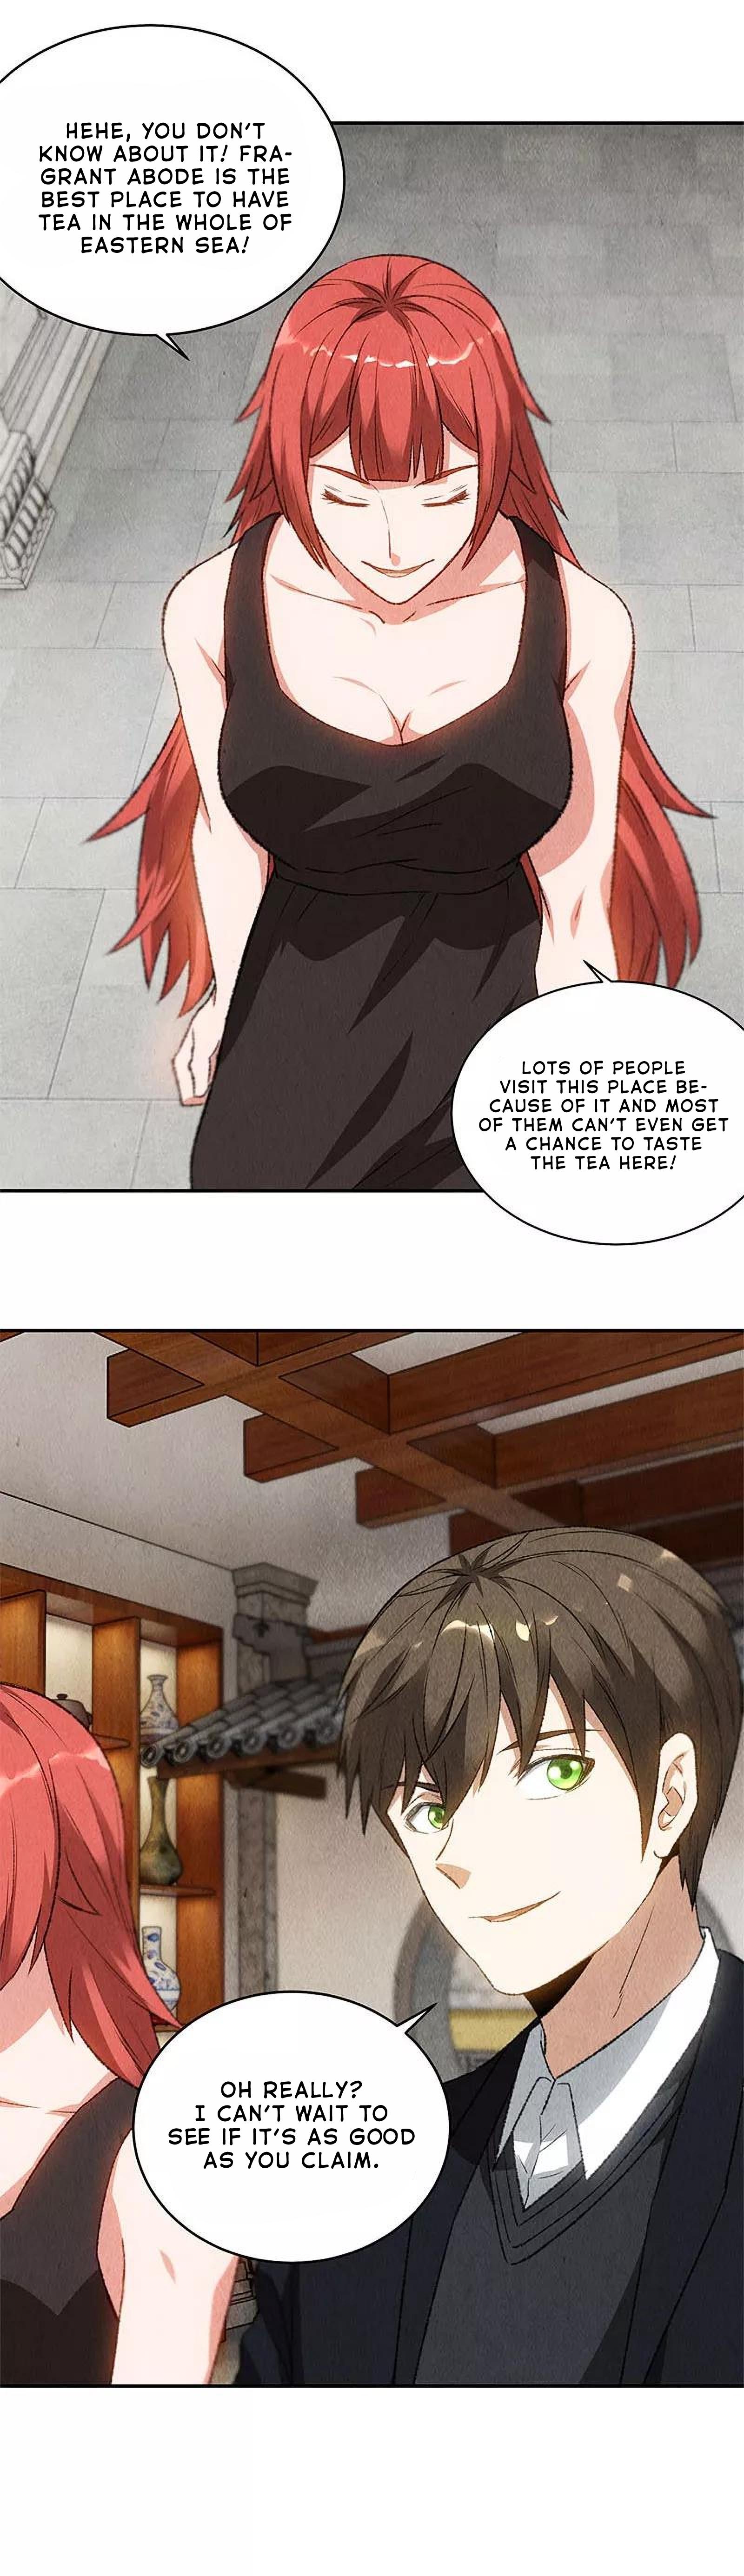 HEHE, YOU DON'T
KNOW ABOUT IT! FRA-
GRANT ABODE IS THE
BEST PLACE TO HAVE
TEA IN THE WHOLE OF
EASTERN SEA!
LOTS OF PEOPLE
VISIT THIS PLACE BE-
CAUSE OF IT AND MOST
OF THEM CAN'T EVEN GET
A CHANCE TO TASTE
THE TEA HERE!
OH REALLY?
I CAN'T WAIT TO
SEE IF IT'S AS GOOD
AS YOU CLAIM.